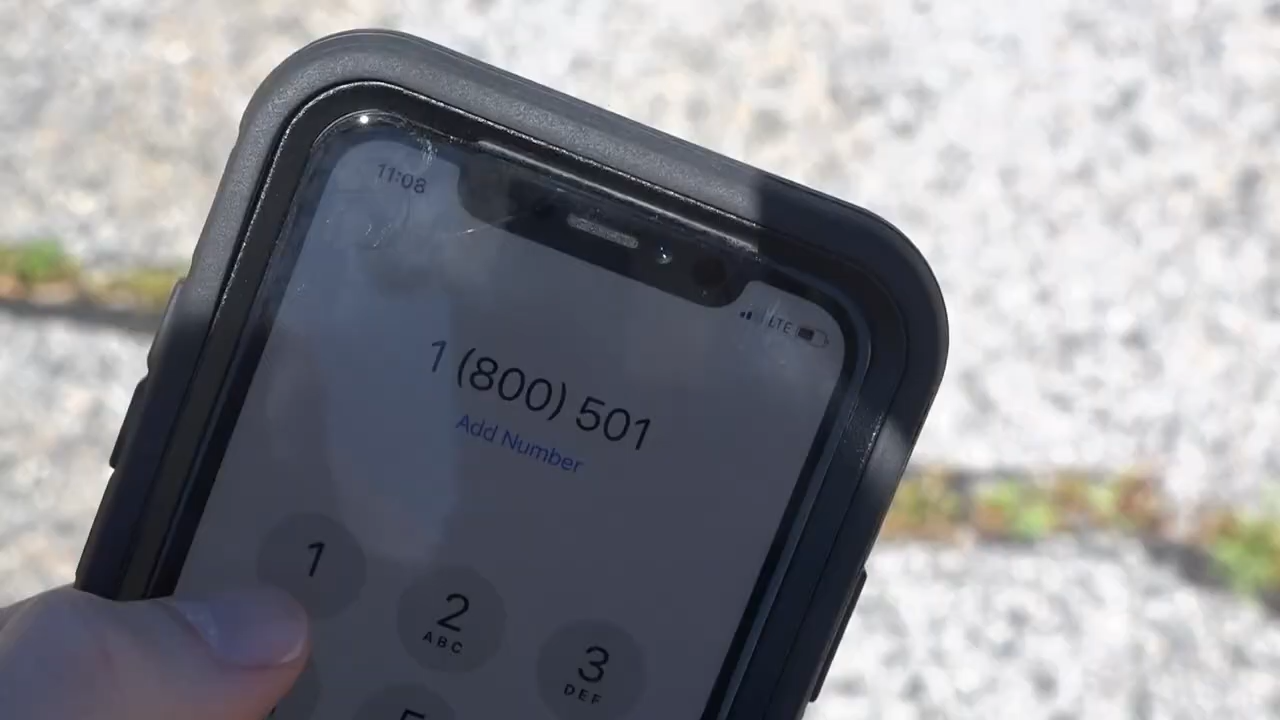 11:08
LTE
1 (800) 501
Add Number
1
2
ABC
3
DEF